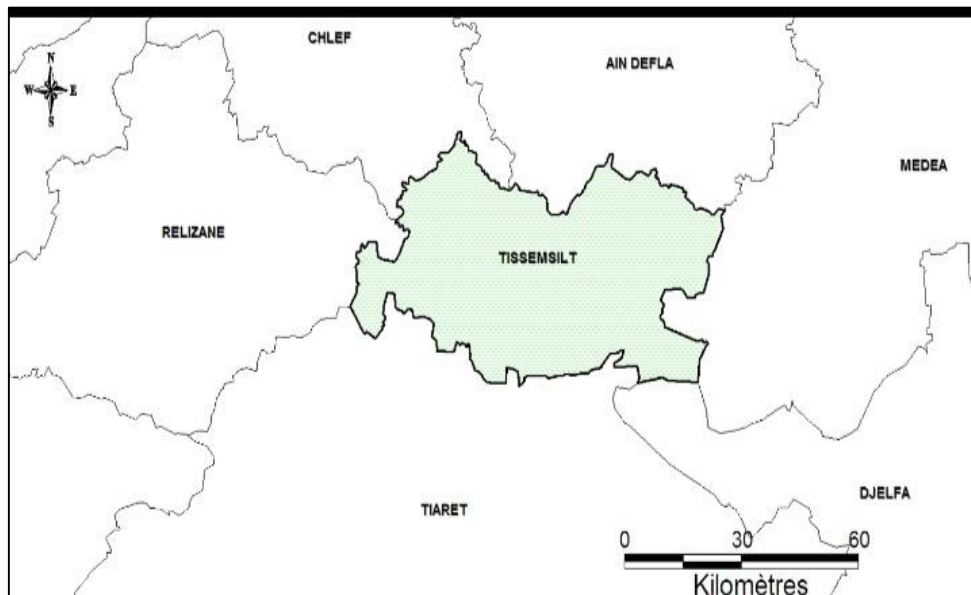 CHLEF
AIN DEFLA
N
W E
S
MEDEA
RELIZANE
TISSEMSILT
DJELFA
TIARET
0 30 60
Kilomètres